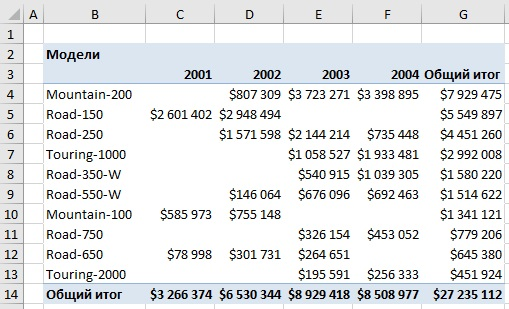 A B C D E F G
1
2 Модели
3 2001 2002 2003 2004 Общий итог
4 Mountain-200 $807 309 $3 723 271 $3 398 895 $7 929 475
5 Road-150 $2 601 402 $2 948 494 $5 549 897
6 Road-250 $1 571 598 $2 144 214 $735 448 $4 451 260
7 Touring-1000 $1 058 527 $1 933 481 $2 992 008
8 Road-350-W $540 915 $1 039 305 $1 580 220
9 Road-550-W $146 064 $676 096 $692 463 $1 514 622
10 Mountain-100 $585 973 $755 148 $1 341 121
11 Road-750 $326 154 $453 052 $779 206
12 Road-650 $78 998 $301 731 $264 651 $645 380
13 Touring-2000 $195 591 $256 333 $451 924
14 Общий итог $3 266 374 $6 530 344 $8 929 418 $8 508 977 $27 235 112